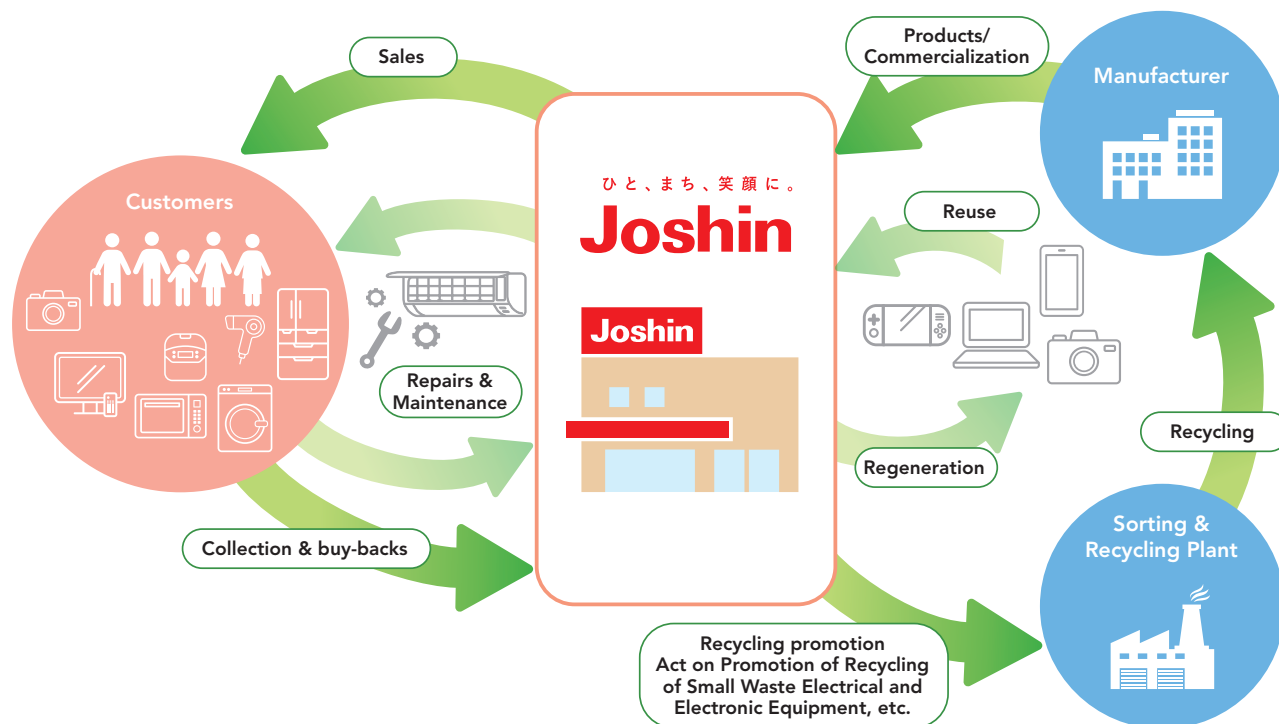 Sales
Products/
Commercialization
Manufacturer
Customers
ひと、まち、笑顔に。
Joshin
Reuse
Joshin
Repairs &
Maintenance
Recycling
Regeneration
Collection & buy-backs
Sorting &
Recycling Plant
Recycling promotion
Act on Promotion of Recycling
of Small Waste Electrical and
Electronic Equipment, etc.